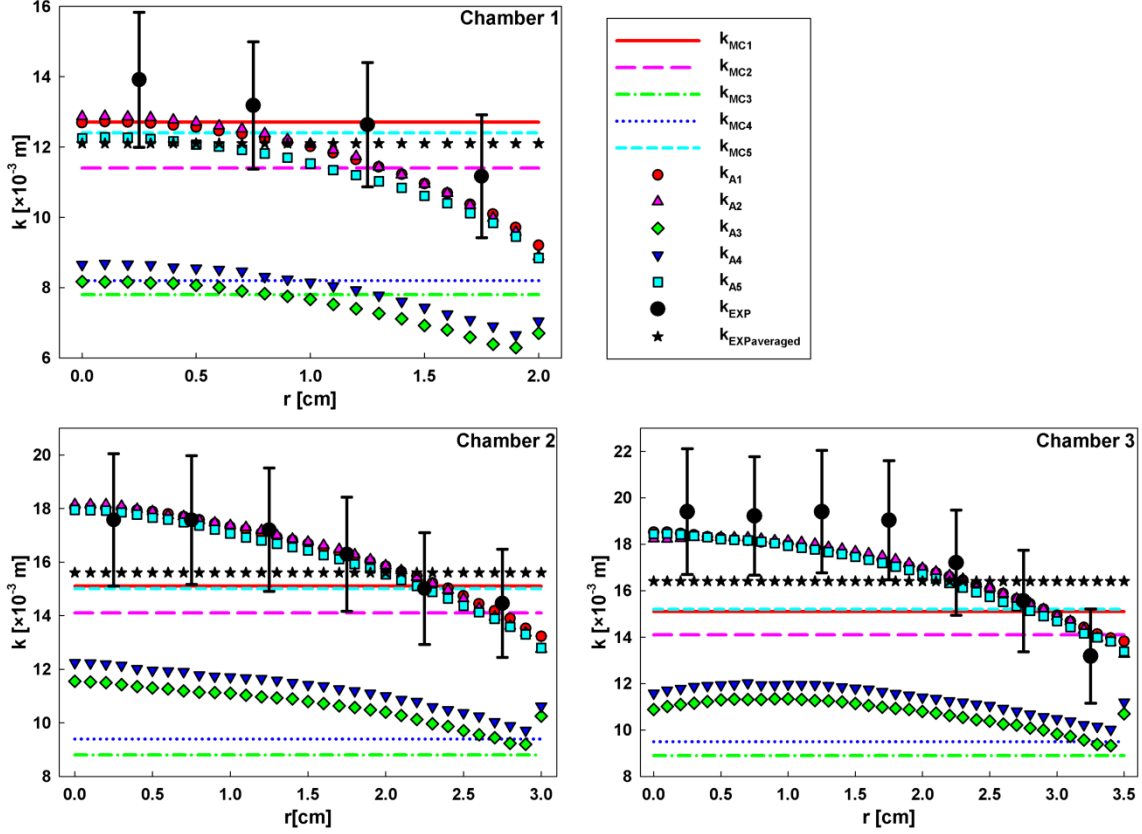 Chamber 1
16
14
12
10
8
6
k [×10⁻³ m]
0.0 0.5 1.0 1.5 2.0
r [cm]
k_MC1
k_MC2
k_MC3
k_MC4
k_MC5
k_A1
k_A2
k_A3
k_A4
k_A5
k_EXP
k_EXPaveraged
Chamber 2
20
18
16
14
12
10
8
k [×10⁻³ m]
0.0 0.5 1.0 1.5 2.0 2.5 3.0
r[cm]
Chamber 3
22
20
18
16
14
12
10
8
k [×10⁻³ m]
0.0 0.5 1.0 1.5 2.0 2.5 3.0 3.5
r [cm]